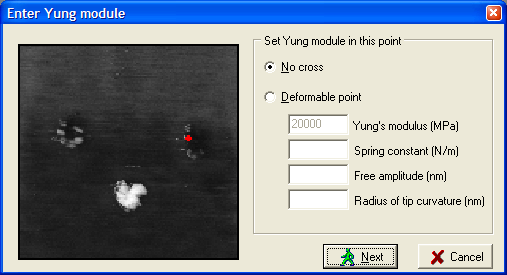 Enter Yung module
Set Yung module in this point
No cross
Deformable point
20000 Yung's modulus (MPa)
Spring constant (N/m)
Free amplitude (nm)
Radius of tip curvature (nm)
Next Cancel